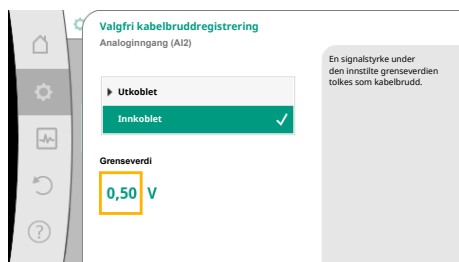 Valgfri kabelbruddregistrering
Analoginngang (AI2)
En signalstyrke under
den innstilte grenseverdien
tolkes som kabelbrudd.
Utkoblet
Innkoblet
Grenseverdi
0,50 V
?